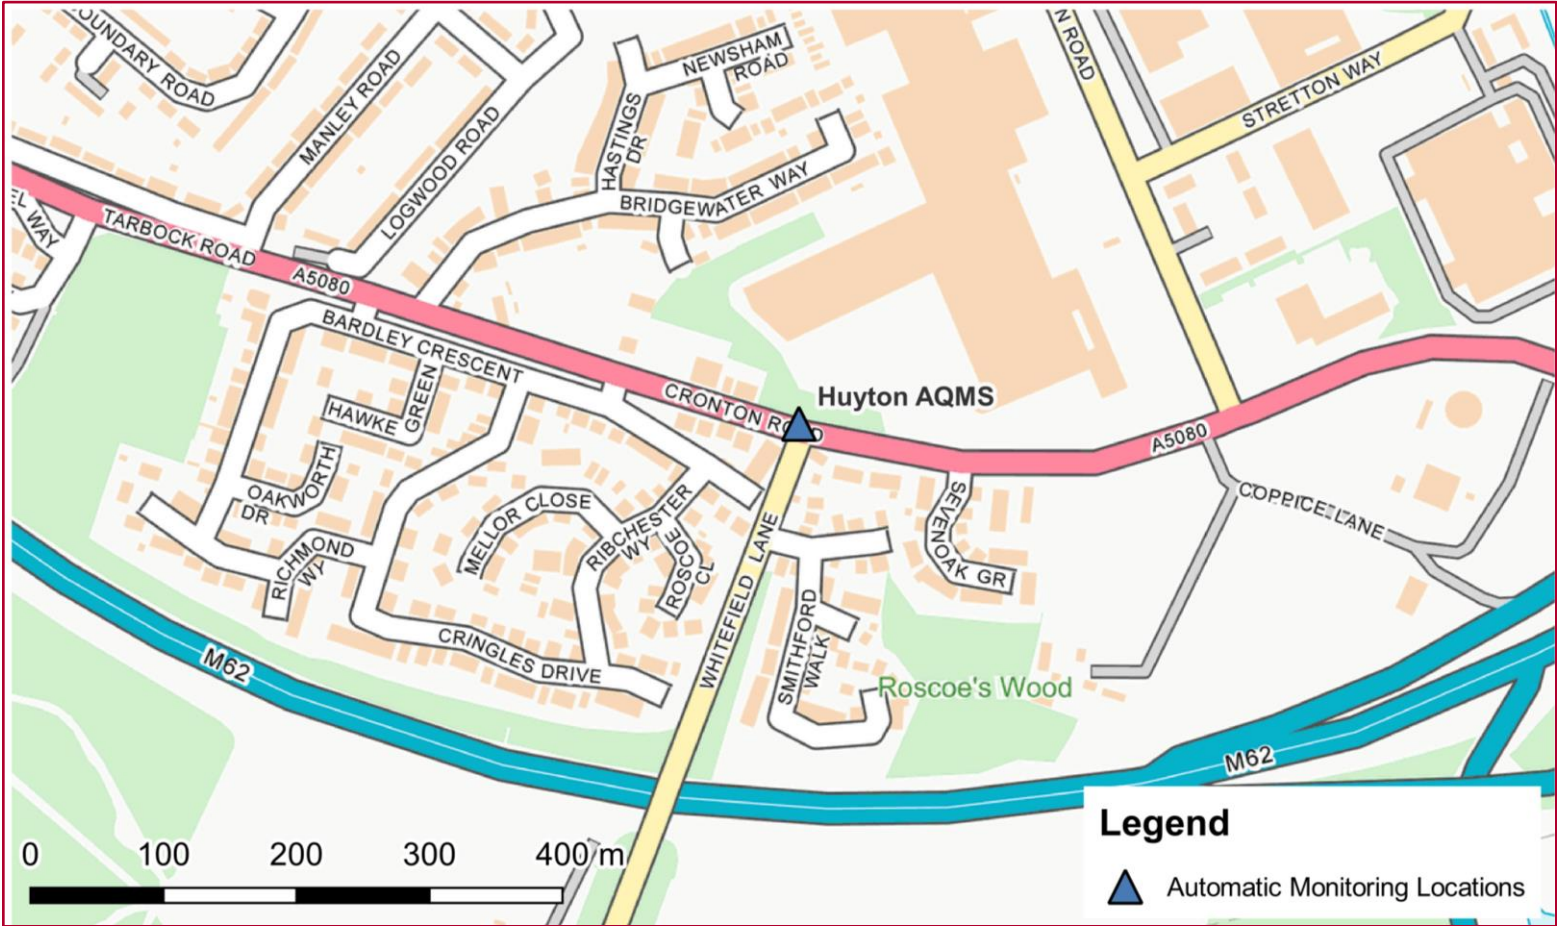 OUNDARY ROAD
MANLEY ROAD
LOGWOOD ROAD
NEWSHAM
ROAD
HASTINGS
DR
BRIDGEWATER WAY
N ROAD
STRETTON WAY
EL WAY
TARBOCK ROAD
A5080
BARDLEY CRESCENT
HAWKE GREEN
CRONTON ROAD
Huyton AQMS
A5080
COPPICE LANE
OAKWORTH
DR
RICHMOND
WY
MELLOR CLOSE
RIBCHESTER
WY
ROSCOE
CL
SEVENOAK GR
WHITEFIELD LANE
SMITHFORD
WALK
CRINGLES DRIVE
Roscoe's Wood
M62
M62
0 100 200 300 400 m
Legend
Automatic Monitoring Locations